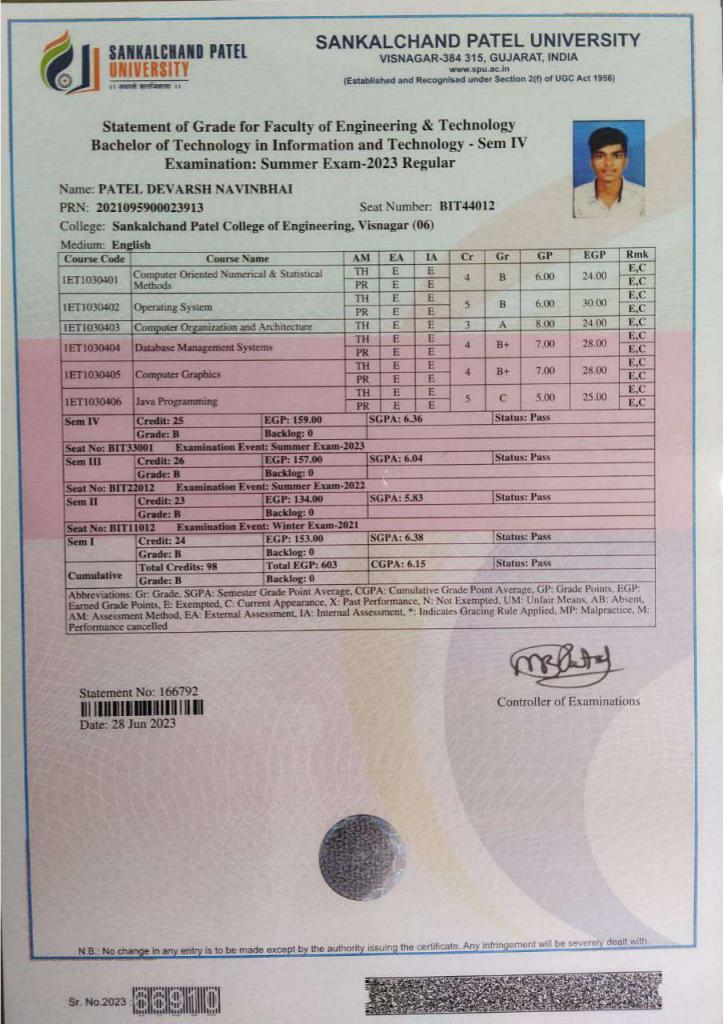 SANKALCHAND PATEL
UNIVERSITY
SANKALCHAND PATEL UNIVERSITY
VISNAGAR-384 315, GUJARAT, INDIA
www.spu.ac.in
(Established and Recognised under Section 2(f) of UGC Act 1956)
Statement of Grade for Faculty of Engineering & Technology
Bachelor of Technology in Information and Technology - Sem IV
Examination: Summer Exam-2023 Regular
Name: PATEL DEVARSH NAVINBHAI
PRN: 2021095900023913 Seat Number: BIT44012
College: Sankalchand Patel College of Engineering, Visnagar (06)
Medium: English
Course Code Course Name AM EA IA Cr Gr GP EGP Rmk
1ET1030401 Computer Oriented Numerical & Statistical Methods TH E E 4 B 6.00 24.00 E,C
PR E E E,C
1ET1030402 Operating System TH E E 5 B 6.00 30.00 E,C
PR E E E,C
1ET1030403 Computer Organization and Architecture TH E E 3 A 8.00 24.00 E,C
1ET1030404 Database Management Systems TH E E 4 B+ 7.00 28.00 E,C
PR E E E,C
1ET1030405 Computer Graphics TH E E 4 B+ 7.00 28.00 E,C
PR E E E,C
1ET1030406 Java Programming TH E E 5 C 5.00 25.00 E,C
PR E E E,C
Sem IV Credit: 25 EGP: 159.00 SGPA: 6.36 Status: Pass
Grade: B Backlog: 0
Seat No: BIT33001 Examination Event: Summer Exam-2023
Sem III Credit: 26 EGP: 157.00 SGPA: 6.04 Status: Pass
Grade: B Backlog: 0
Seat No: BIT22012 Examination Event: Summer Exam-2022
Sem II Credit: 23 EGP: 134.00 SGPA: 5.83 Status: Pass
Grade: B Backlog: 0
Seat No: BIT11012 Examination Event: Winter Exam-2021
Sem I Credit: 24 EGP: 153.00 SGPA: 6.38 Status: Pass
Grade: B Backlog: 0
Cumulative Total Credits: 98 Total EGP: 603 CGPA: 6.15 Status: Pass
Grade: B Backlog: 0
Abbreviations: Gr: Grade, SGPA: Semester Grade Point Average, CGPA: Cumulative Grade Point Average, GP: Grade Points, EGP:
Earned Grade Points, E: Exempted, C: Current Appearance, X: Past Performance, N: Not Exempted, UM: Unfair Means, AB: Absent,
AM: Assessment Method, EA: External Assessment, IA: Internal Assessment, *: Indicates Gracing Rule Applied, MP: Malpractice, M:
Performance cancelled
Statement No: 166792
Controller of Examinations
Date: 28 Jun 2023
N.B.: No change in any entry is to be made except by the authority issuing the certificate. Any infringement will be severely dealt with.
Sr. No.2023 : 66910